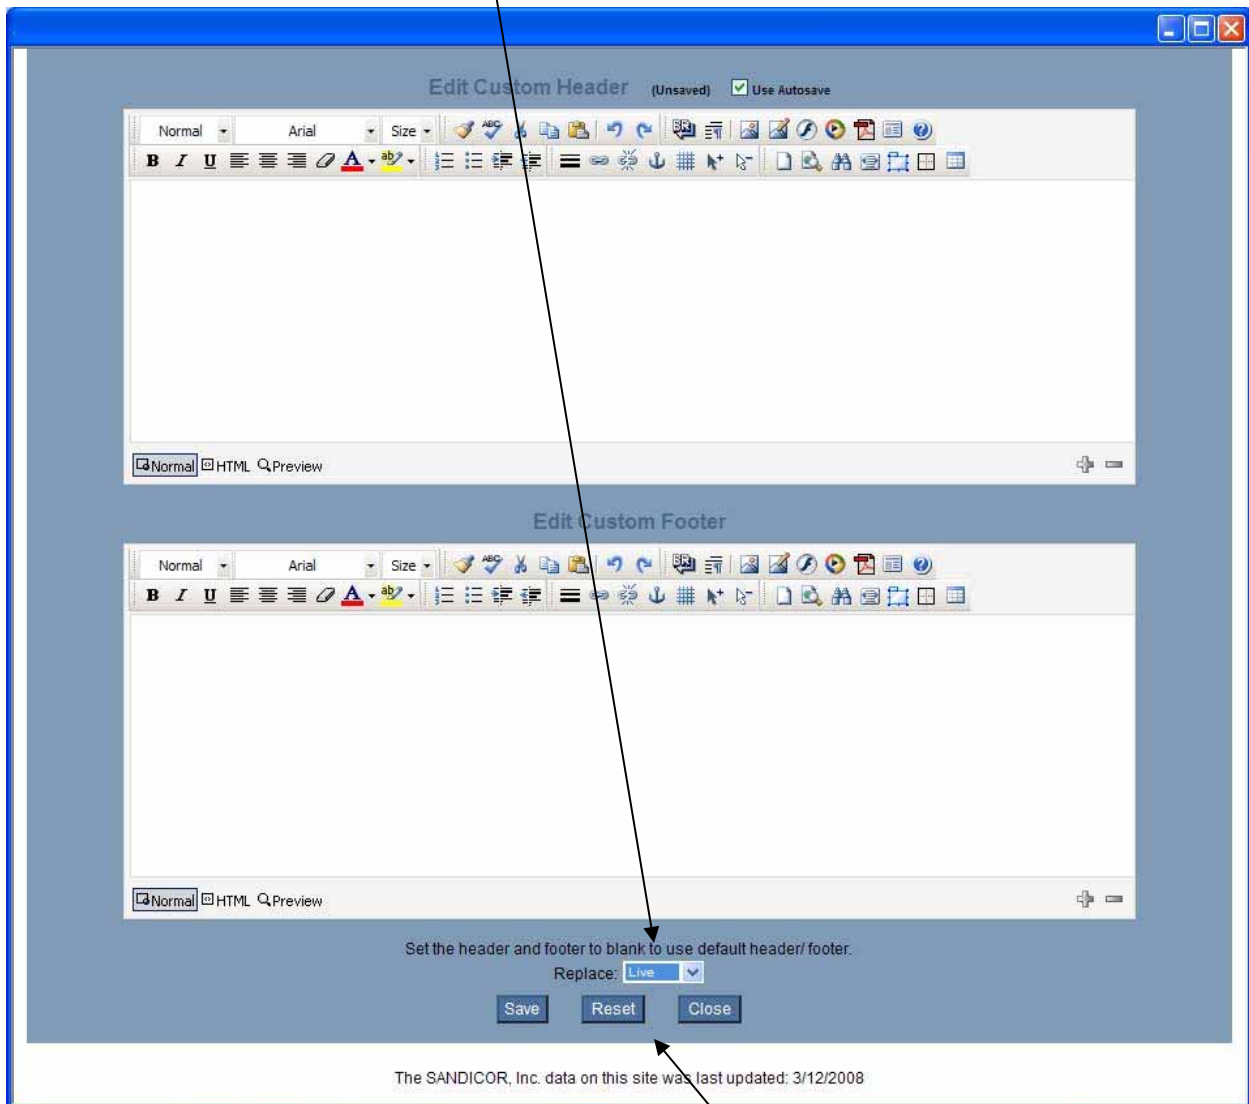 Edit Custom Header (Unsaved) Use Autosave
Normal Arial Size
B I U A ab
Normal HTML Preview
Edit Custom Footer
Normal Arial Size
B I U A ab
Normal HTML Preview
Set the header and footer to blank to use default header/ footer.
Replace: Live
Save Reset Close
The SANDICOR, Inc. data on this site was last updated: 3/12/2008